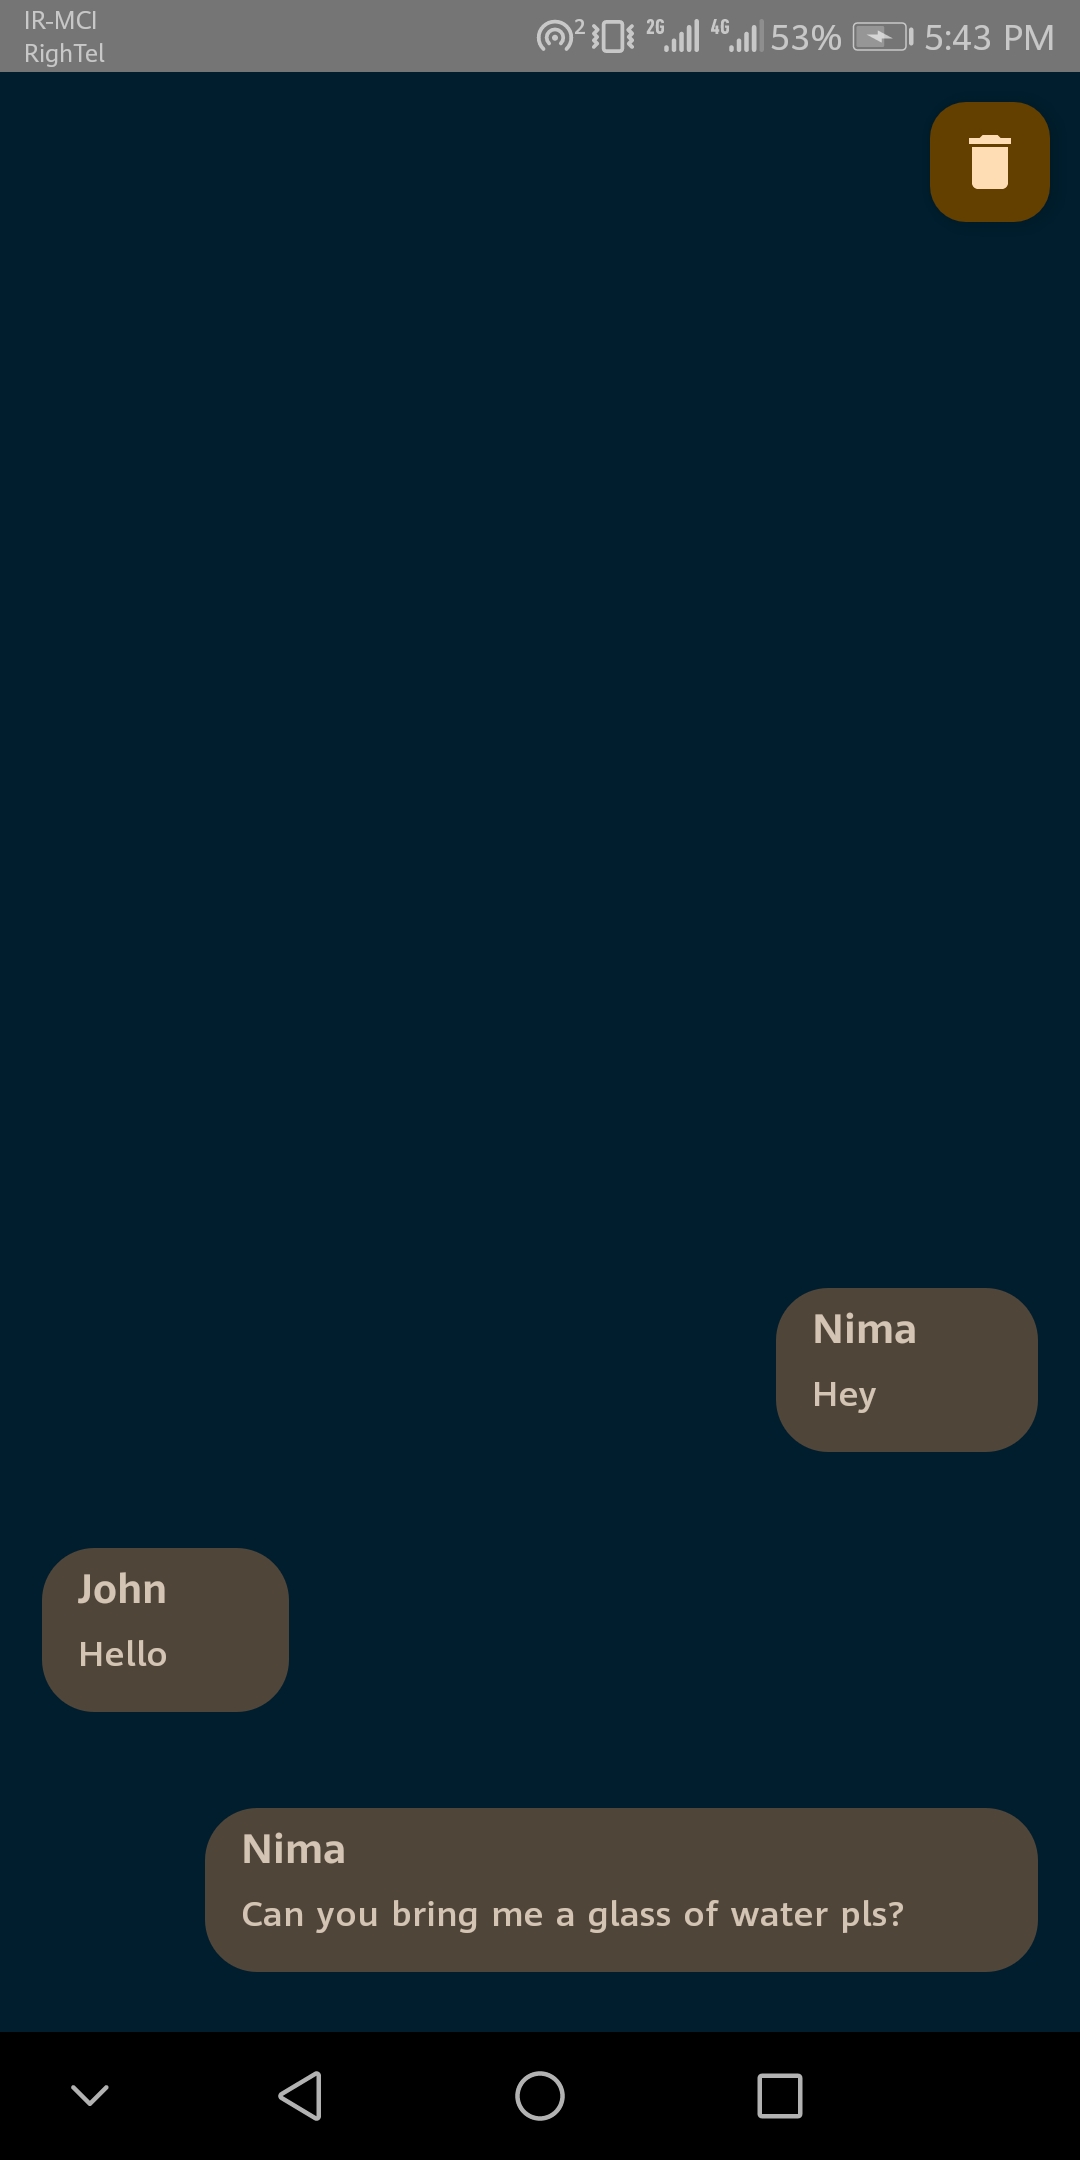 IR-MCI
RighTel
2 2G 4G 53% 5:43 PM
Nima
Hey
John
Hello
Nima
Can you bring me a glass of water pls?